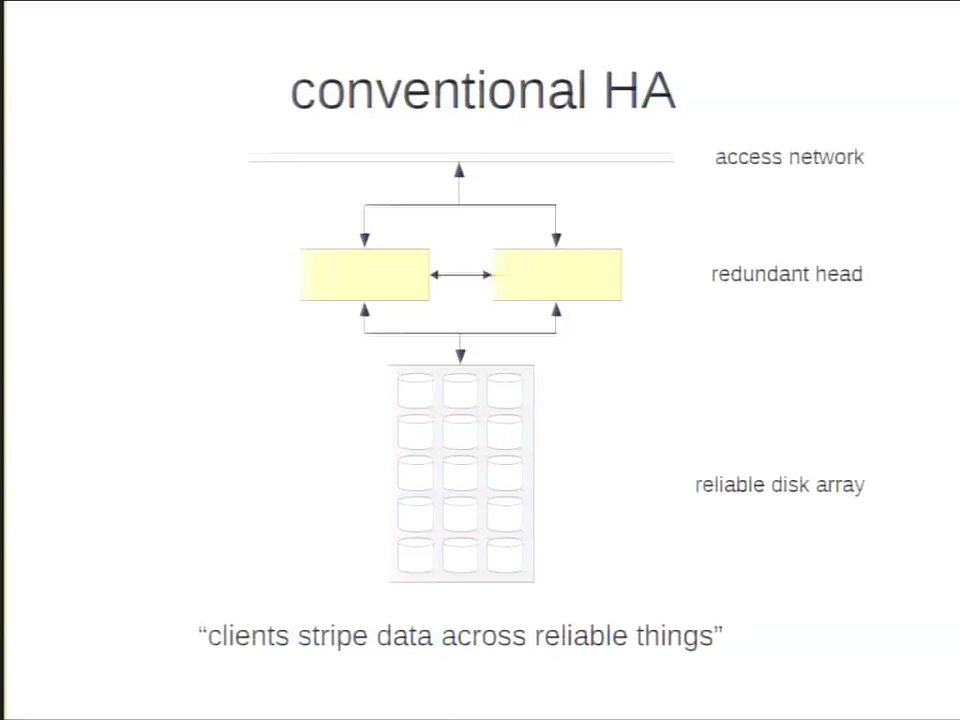 conventional HA
access network
redundant head
reliable disk array
“clients stripe data across reliable things”